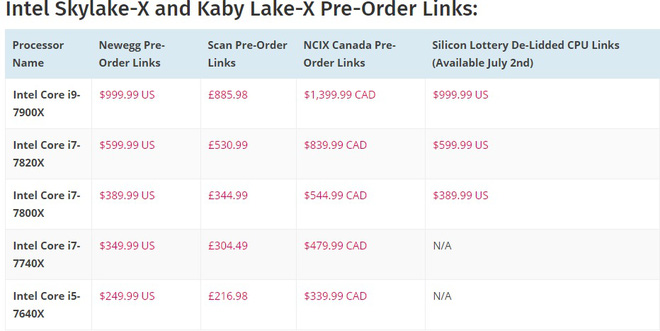 Intel Skylake-X and Kaby Lake-X Pre-Order Links:
Processor Name Newegg Pre-Order Links Scan Pre-Order Links NCIX Canada Pre-Order Links Silicon Lottery De-Lidded CPU Links (Available July 2nd)
Intel Core i9-7900X $999.99 US £885.98 $1,399.99 CAD $999.99 US
Intel Core i7-7820X $599.99 US £530.99 $839.99 CAD $599.99 US
Intel Core i7-7800X $389.99 US £344.99 $544.99 CAD $389.99 US
Intel Core i7-7740X $349.99 US £304.49 $479.99 CAD N/A
Intel Core i5-7640X $249.99 US £216.98 $339.99 CAD N/A